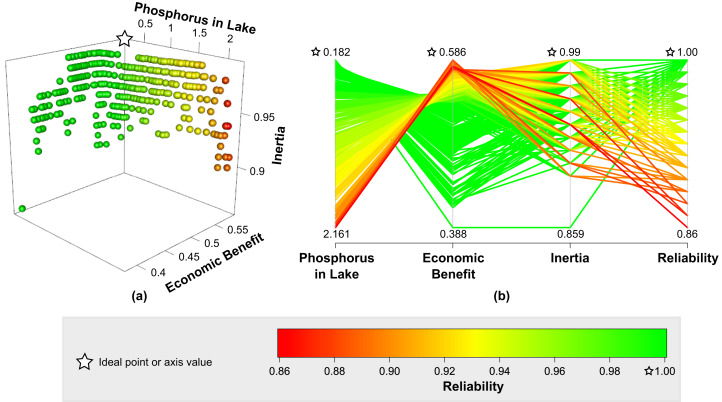 Phosphorus in Lake
0.5
1
1.5
2
0.95
Inertia
0.9
0.55
0.5
0.45
0.4
Economic Benefit
(a)
☆ 0.182
☆ 0.586
☆ 0.99
☆ 1.00
2.161
0.388
0.859
0.86
Phosphorus
in Lake
Economic
Benefit
Inertia
Reliability
(b)
☆ Ideal point or axis value
0.86 0.88 0.90 0.92 0.94 0.96 0.98 ☆1.00
Reliability